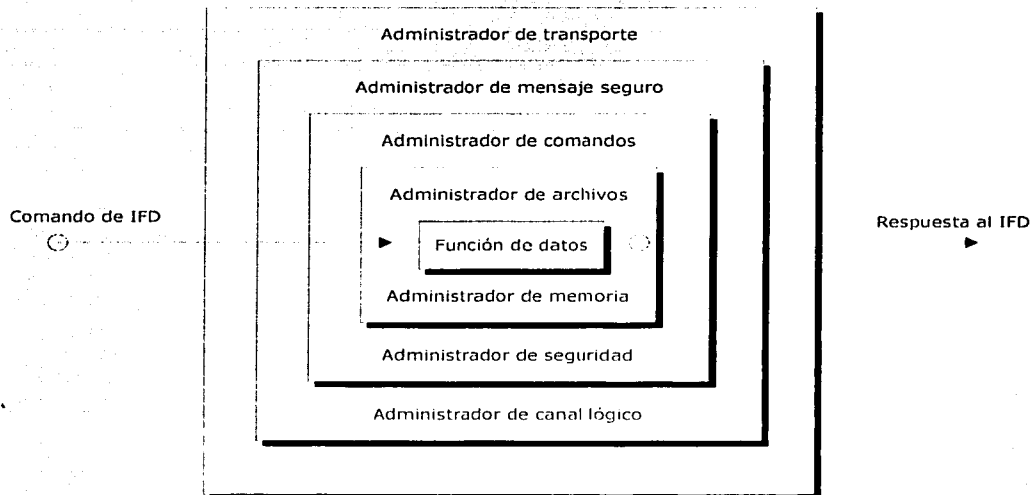 Administrador de transporte
Administrador de mensaje seguro
Administrador de comandos
Administrador de archivos
Comando de IFD
Respuesta al IFD
Función de datos
Administrador de memoria
Administrador de seguridad
Administrador de canal lógico